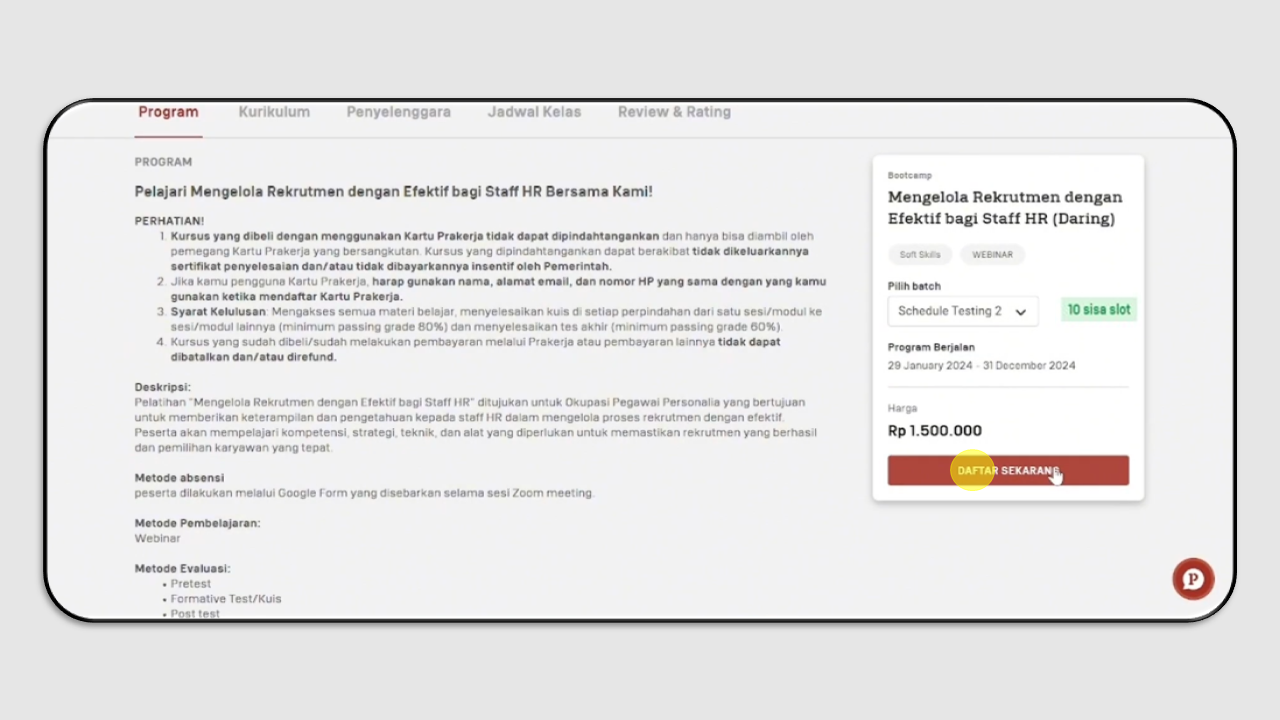 Program Kurikulum Penyelenggara Jadwal Kelas Review & Rating
PROGRAM
Pelajari Mengelola Rekrutmen dengan Efektif bagi Staff HR Bersama Kami!
PERHATIAN!
1. Kursus yang dibeli dengan menggunakan Kartu Prakerja tidak dapat dipindahtangankan dan hanya bisa diambil oleh
pemegang Kartu Prakerja yang bersangkutan. Kursus yang dipindahtangankan dapat berakibat tidak dikeluarkannya
sertifikat penyelesaian dan/atau tidak dibayarkannya insentif oleh Pemerintah.
2. Jika kamu pengguna Kartu Prakerja, harap gunakan nama, alamat email, dan nomor HP yang sama dengan yang kamu
gunakan ketika mendaftar Kartu Prakerja.
3. Syarat Kelulusan: Mengakses semua materi belajar, menyelesaikan kuis di setiap perpindahan dari satu sesi/modul ke
sesi/modul lainnya (minimum passing grade 80%) dan menyelesaikan tes akhir (minimum passing grade 60%).
4. Kursus yang sudah dibeli/sudah melakukan pembayaran melalui Prakerja atau pembayaran lainnya tidak dapat
dibatalkan dan/atau direfund.
Deskripsi:
Pelatihan "Mengelola Rekrutmen dengan Efektif bagi Staff HR" ditujukan untuk Okupasi Pegawai Personalia yang bertujuan
untuk memberikan keterampilan dan pengetahuan kepada staff HR dalam mengelola proses rekrutmen dengan efektif.
Peserta akan mempelajari kompetensi, strategi, teknik, dan alat yang diperlukan untuk memastikan rekrutmen yang berhasil
dan pemilihan karyawan yang tepat.
Metode absensi
peserta dilakukan melalui Google Form yang disebarkan selama sesi Zoom meeting.
Metode Pembelajaran:
Webinar
Metode Evaluasi:
• Pretest
• Formative Test/Kuis
• Post test
Bootcamp
Mengelola Rekrutmen dengan
Efektif bagi Staff HR (Daring)
Soft Skills WEBINAR
Pilih batch
Schedule Testing 2 10 sisa slot
Program Berjalan
29 January 2024 - 31 December 2024
Harga
Rp 1.500.000
DAFTAR SEKARANG
P